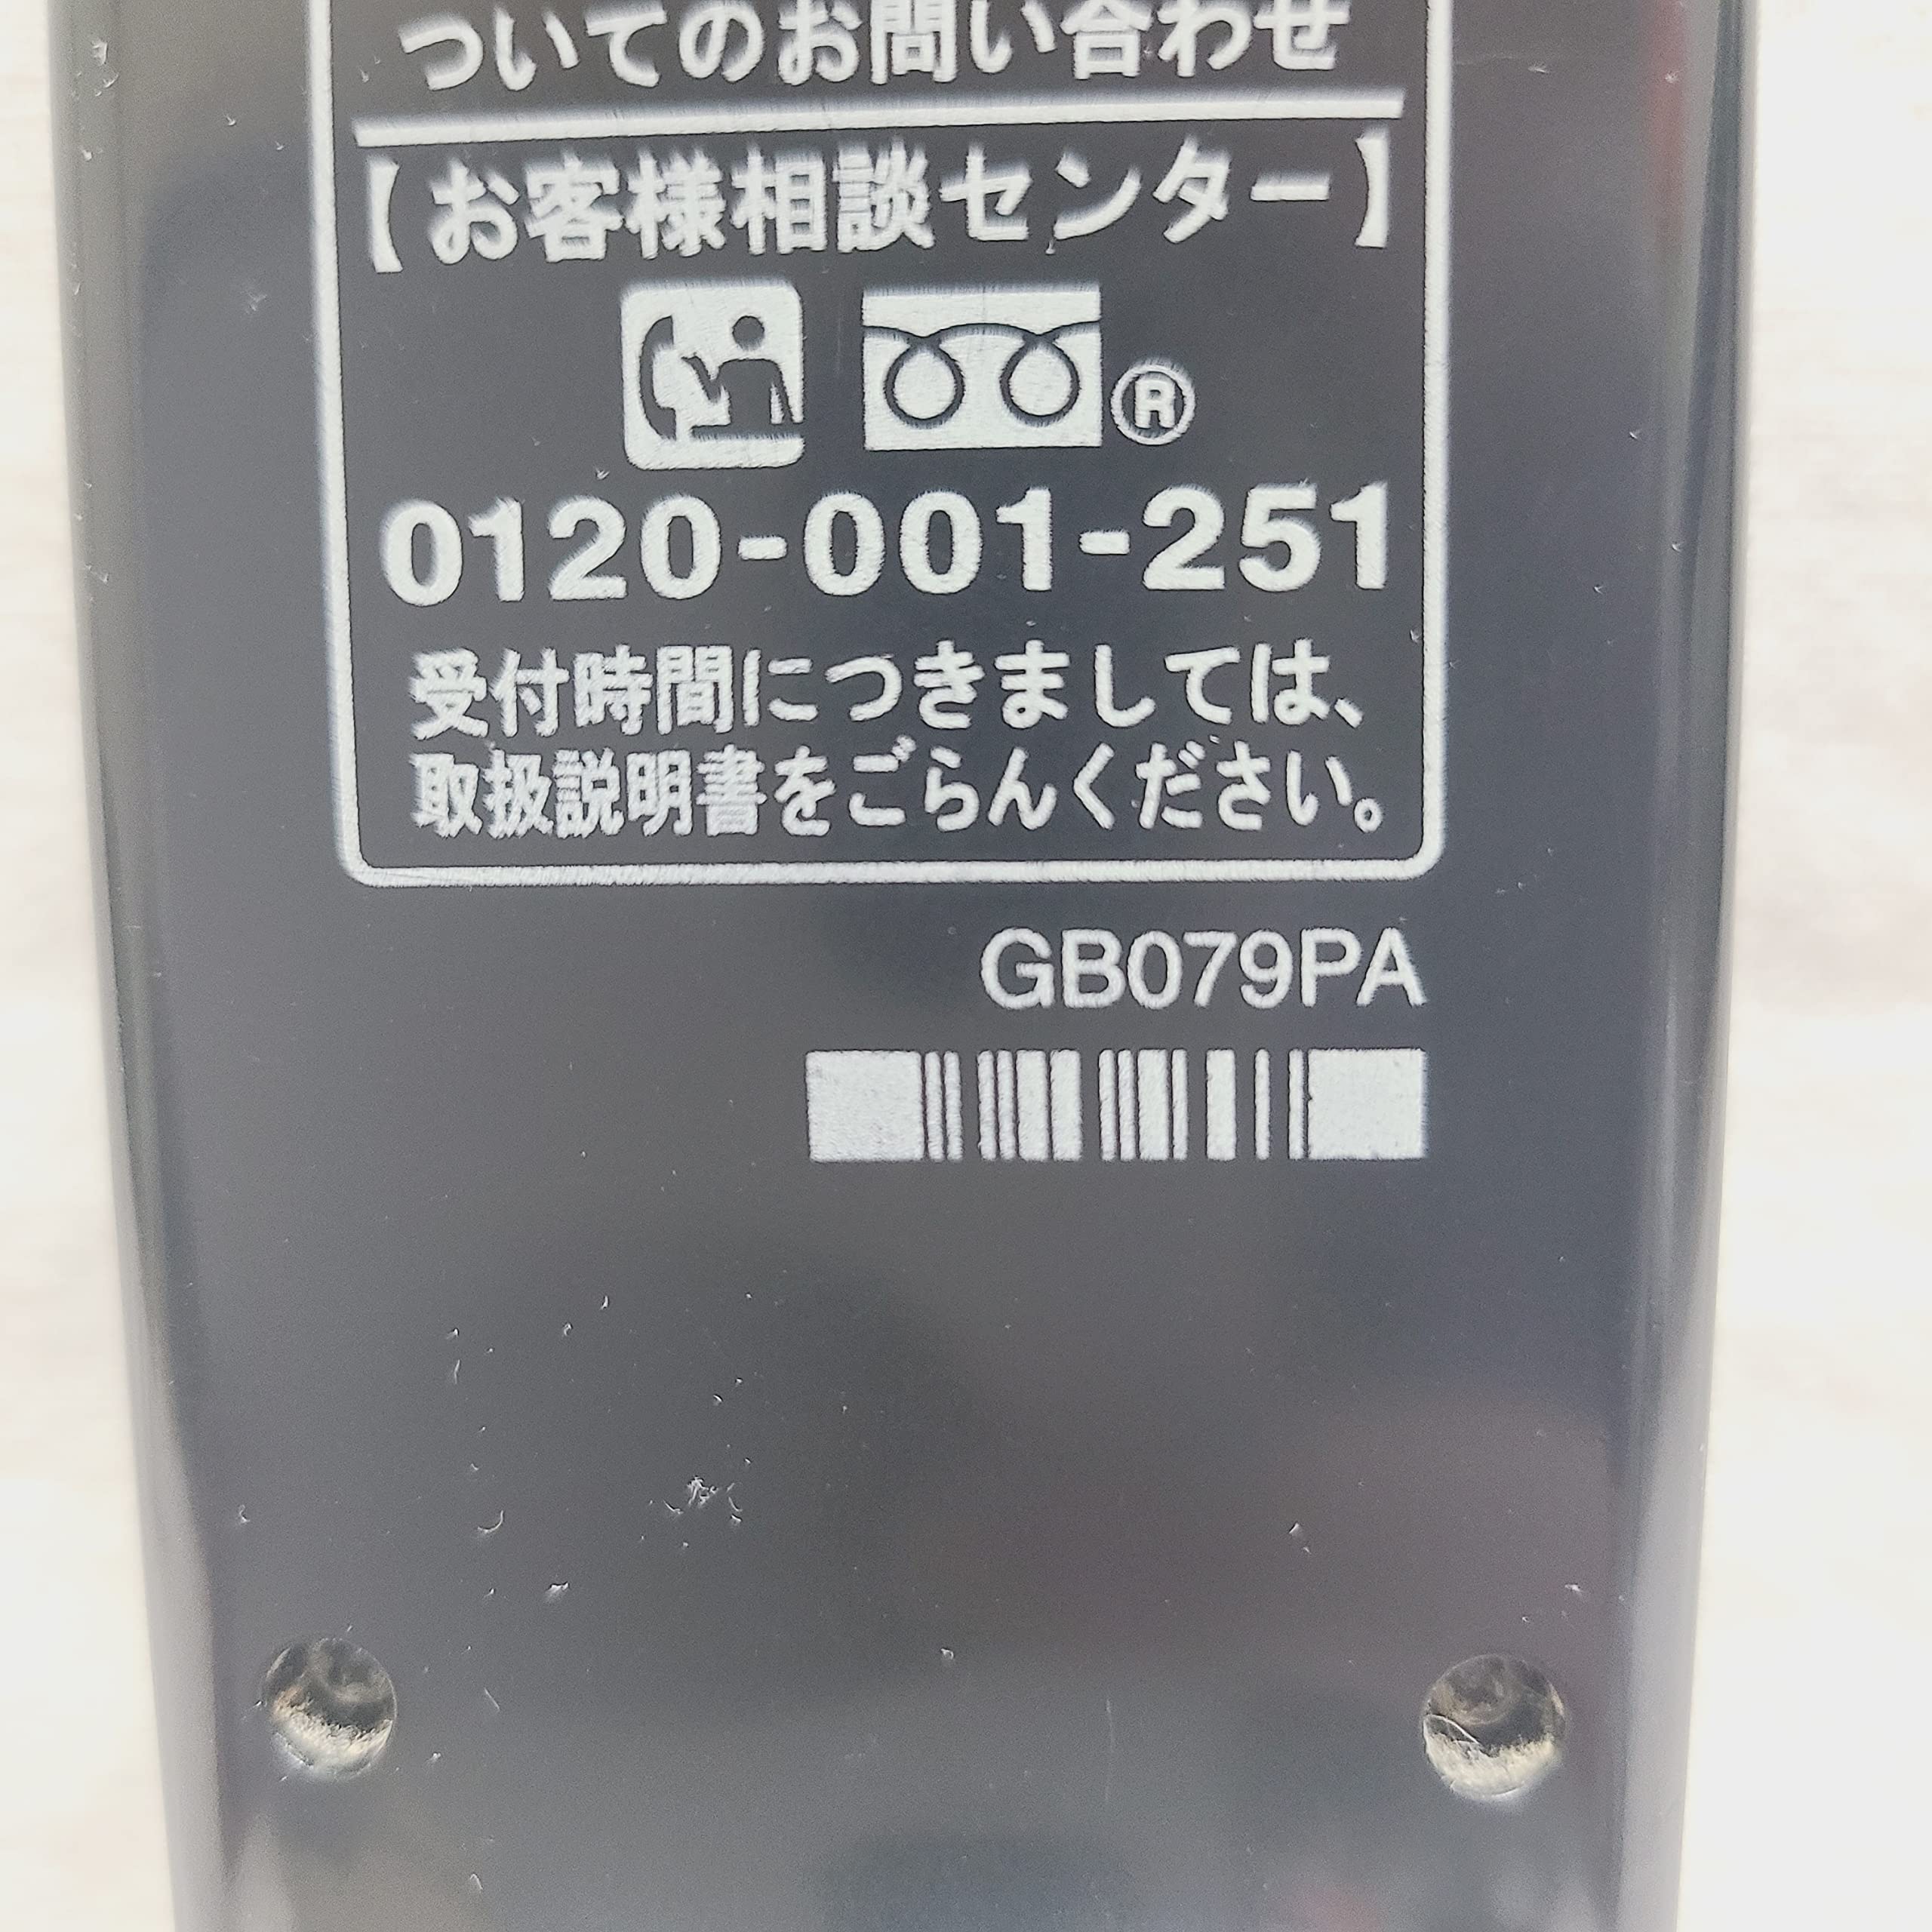 ついてのお問い合わせ
【お客様相談センター】
®
0120-001-251
受付時間につきましては、
取扱説明書をごらんください。
GB079PA